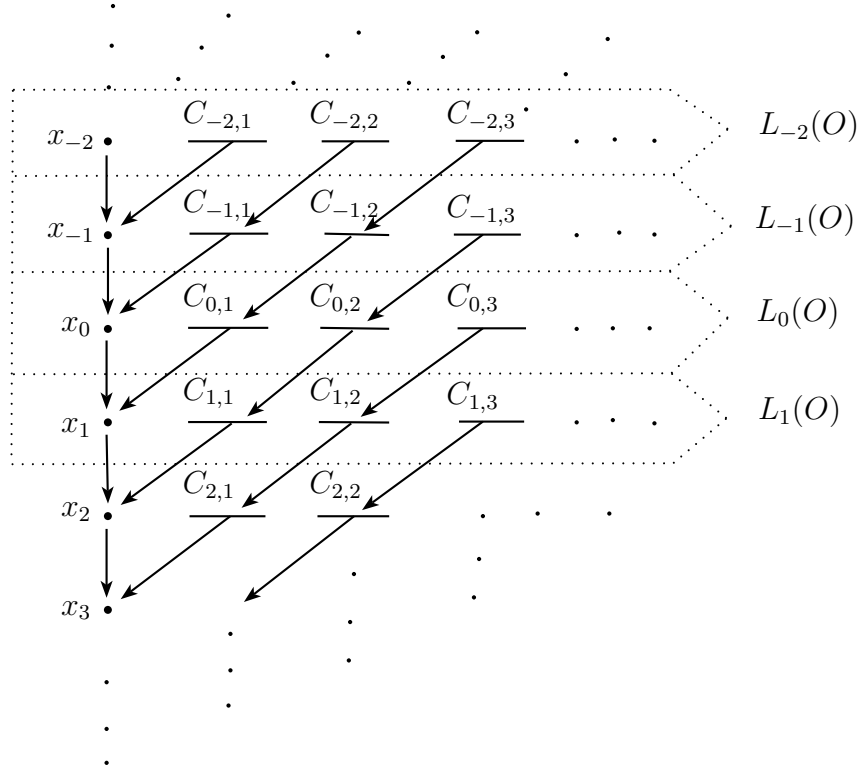 C_{-2,1} C_{-2,2} C_{-2,3}
x_{-2} L_{-2}(O)
C_{-1,1} C_{-1,2} C_{-1,3}
x_{-1} L_{-1}(O)
C_{0,1} C_{0,2} C_{0,3}
x_0 L_0(O)
C_{1,1} C_{1,2} C_{1,3}
x_1 L_1(O)
C_{2,1} C_{2,2}
x_2
x_3